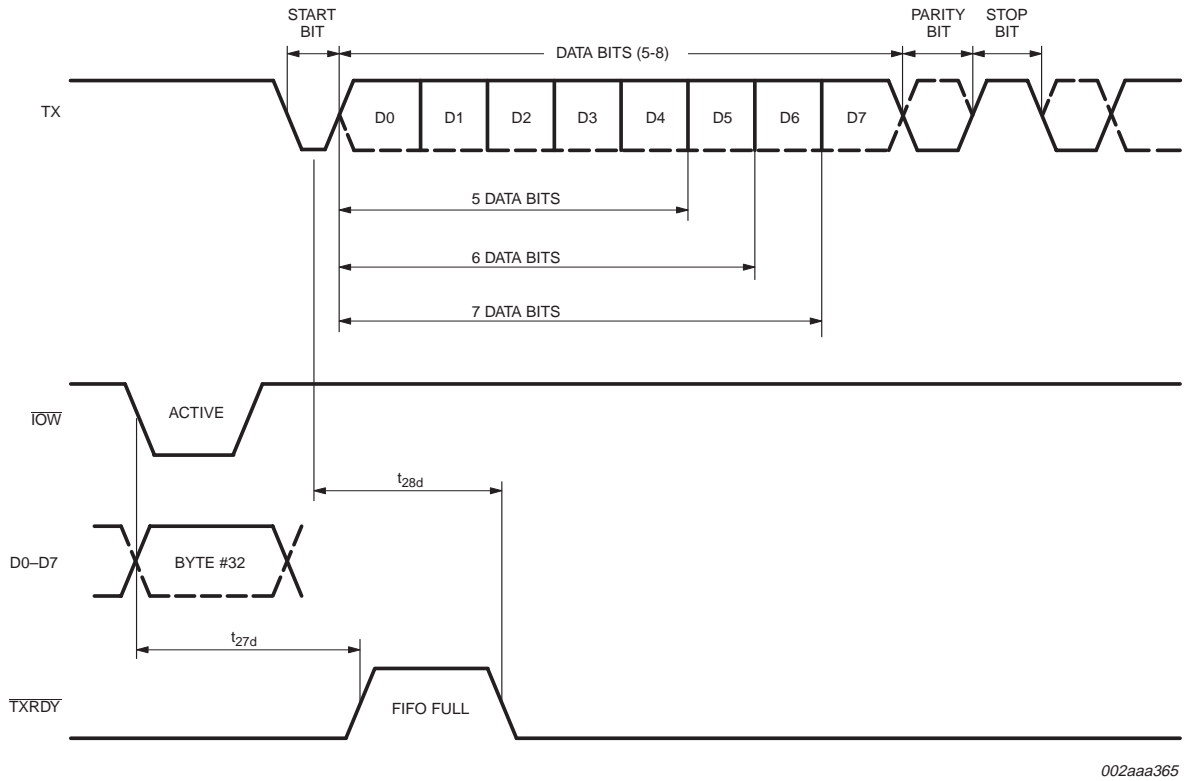 START BIT
DATA BITS (5-8)
PARITY BIT
STOP BIT
TX
D0 D1 D2 D3 D4 D5 D6 D7
5 DATA BITS
6 DATA BITS
7 DATA BITS
IOW
ACTIVE
t28d
D0–D7
BYTE #32
t27d
TXRDY
FIFO FULL
002aaa365